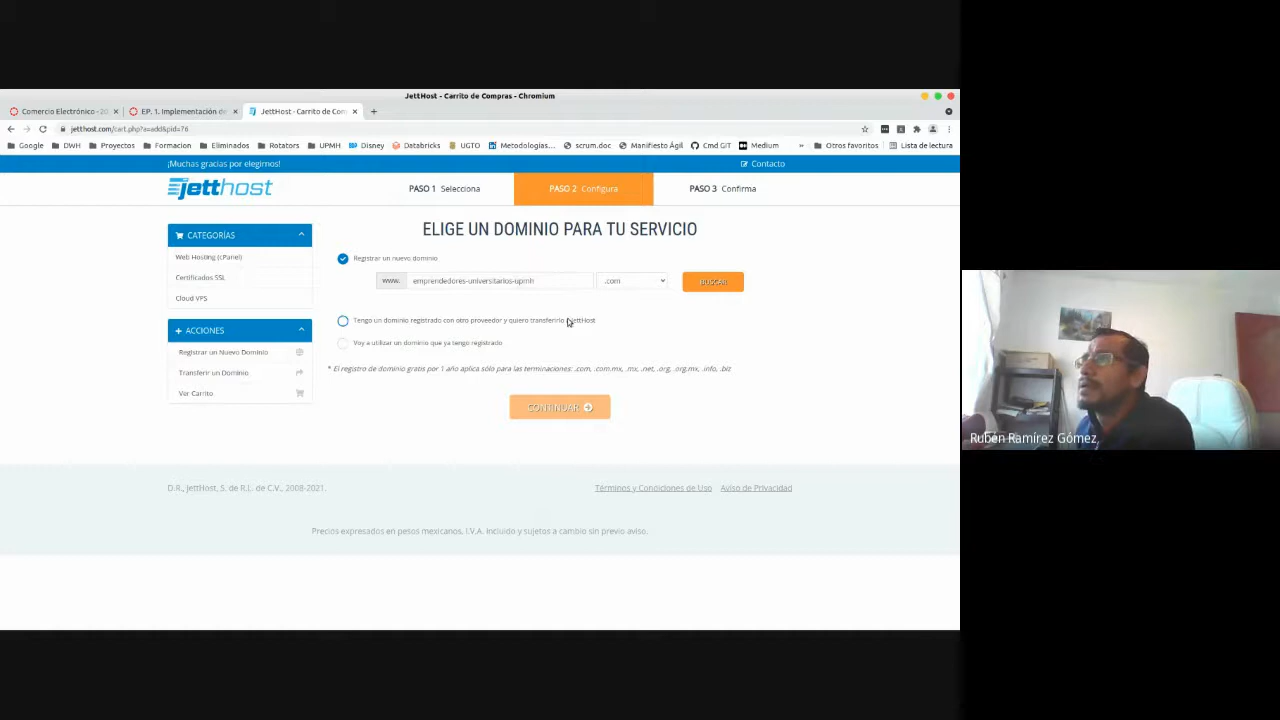 JettHost - Carrito de Compras - Chromium
Comercio Electrónico - 20
EP. 1. Implementación de
JettHost - Carrito de Com
jetthost.com/cart.php?a=add&pid=76
Google
DWH
Proyectos
Formacion
Eliminados
Rotators
UPMH
Disney
Databricks
UGTO
Metodologías,...
scrum.doc
Manifiesto Ágil
Cmd GIT
Medium
»
Otros favoritos
Lista de lectura
¡Muchas gracias por elegirnos!
Contacto
jetthost
PASO 1 Selecciona
PASO 2 Configura
PASO 3 Confirma
CATEGORÍAS
Web Hosting (cPanel)
Certificados SSL
Cloud VPS
ACCIONES
Registrar un Nuevo Dominio
Transferir un Dominio
Ver Carrito
ELIGE UN DOMINIO PARA TU SERVICIO
Registrar un nuevo dominio
www. emprendedores-universitarios-upmh .com BUSCAR
Tengo un dominio registrado con otro proveedor y quiero transferirlo JettHost
Voy a utilizar un dominio que ya tengo registrado
* El registro de dominio gratis por 1 año aplica sólo para las terminaciones: .com, .com.mx, .mx, .net, .org, .org.mx, .info, .biz
CONTINUAR
D.R., JettHost, S. de R.L. de C.V., 2008-2021.
Términos y Condiciones de Uso
Aviso de Privacidad
Precios expresados en pesos mexicanos, I.V.A. Incluido y sujetos a cambio sin previo aviso.
Rubén Ramírez Gómez,